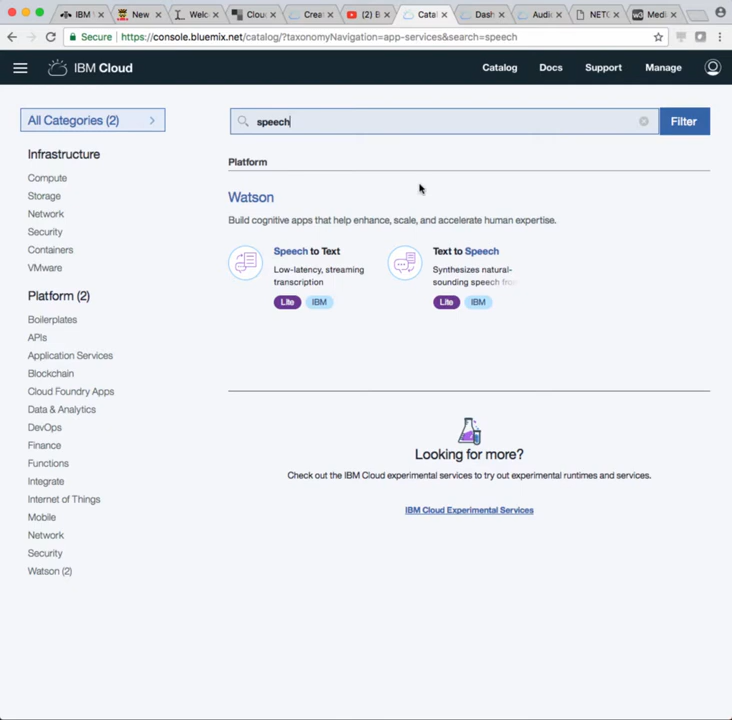 IBM W
New
Welc
Cloud
Crea
(2) B
Catal
Dash
Audi
NETC
Medi
Secure
https://console.bluemix.net/catalog/?taxonomyNavigation=app-services&search=speech
IBM Cloud
Catalog
Docs
Support
Manage
All Categories (2)
speech
Filter
Infrastructure
Compute
Storage
Network
Security
Containers
VMware
Platform (2)
Boilerplates
APIs
Application Services
Blockchain
Cloud Foundry Apps
Data & Analytics
DevOps
Finance
Functions
Integrate
Internet of Things
Mobile
Network
Security
Watson (2)
Platform
Watson
Build cognitive apps that help enhance, scale, and accelerate human expertise.
Speech to Text
Low-latency, streaming
transcription
Lite
IBM
Text to Speech
Synthesizes natural-
sounding speech from
Lite
IBM
Looking for more?
Check out the IBM Cloud experimental services to try out experimental runtimes and services.
IBM Cloud Experimental Services